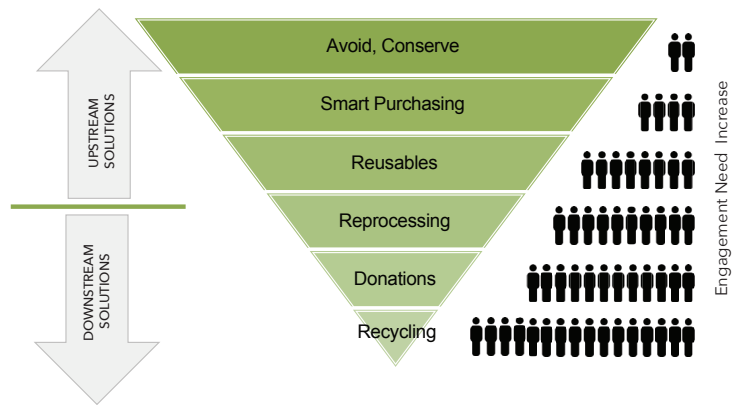 Avoid, Conserve
Smart Purchasing
Reusables
Reprocessing
Donations
Recycling
UPSTREAM
SOLUTIONS
DOWNSTREAM
SOLUTIONS
Engagement Need Increase